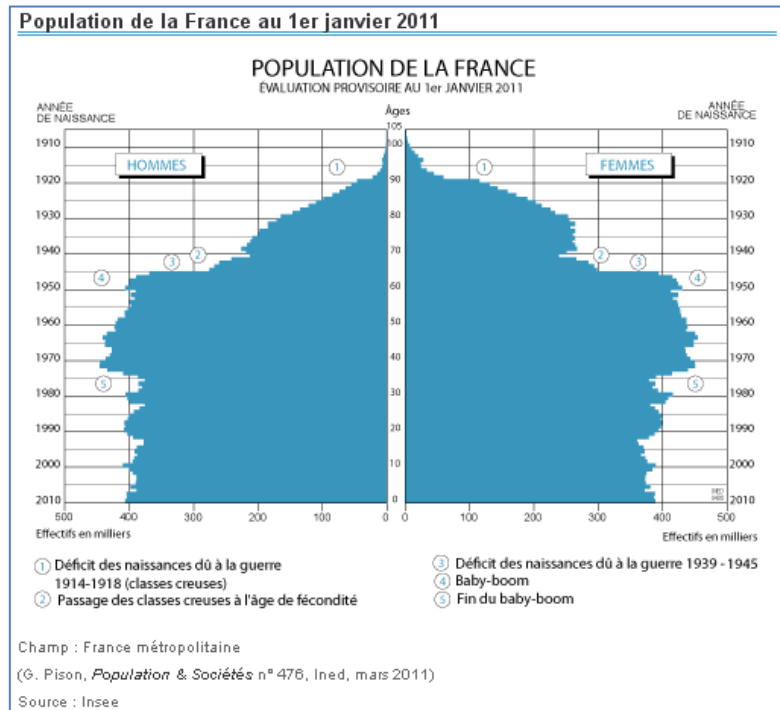 Population de la France au 1er janvier 2011
POPULATION DE LA FRANCE
ÉVALUATION PROVISOIRE AU 1er JANVIER 2011
ANNÉE
DE NAISSANCE
Âges
ANNÉE
DE NAISSANCE
105
1910 100 1910
HOMMES 1 1 FEMMES
1920 90 1920
1930 80 1930
1940 2 70 2 1940
3 3
4 4
1950 60 1950
1960 50 1960
1970 40 1970
5 5
1980 30 1980
1990 20 1990
2000 10 2000
2010 0 2010
500 400 300 200 100 0 0 100 200 300 400 500
Effectifs en milliers Effectifs en milliers
1 Déficit des naissances dû à la guerre
1914-1918 (classes creuses)
2 Passage des classes creuses à l'âge de fécondité
3 Déficit des naissances dû à la guerre 1939 - 1945
4 Baby-boom
5 Fin du baby-boom
Champ : France métropolitaine
(G. Pison, Population & Sociétés n° 476, Ined, mars 2011)
Source : Insee